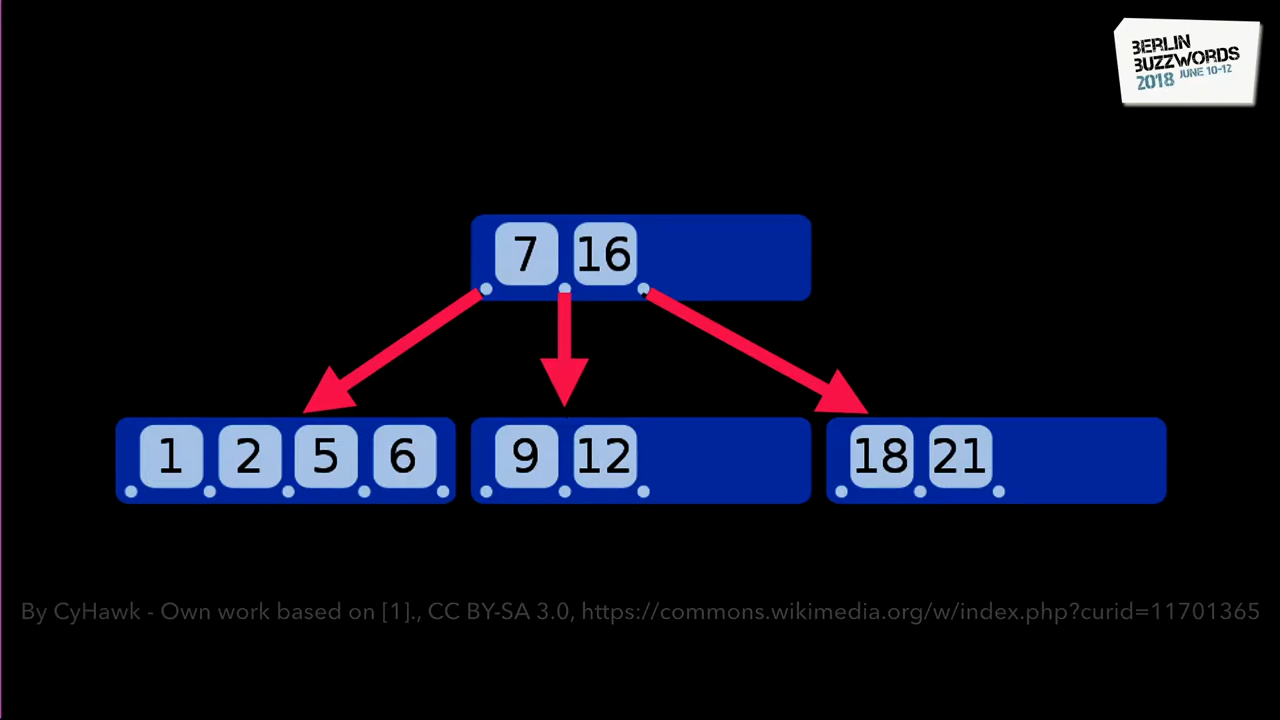 BERLIN
BUZZWORDS
2018 JUNE 10-12
7 16
1 2 5 6 9 12 18 21
By CyHawk - Own work based on [1]., CC BY-SA 3.0, https://commons.wikimedia.org/w/index.php?curid=11701365